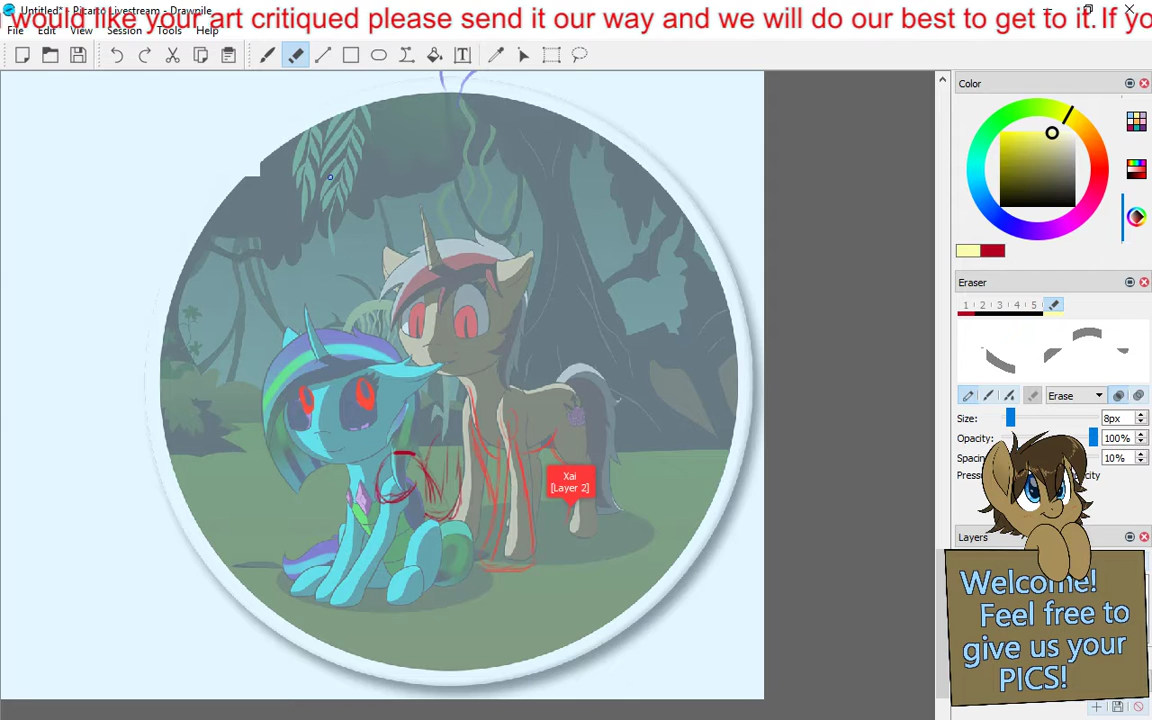 Untitled* - Picarto Livestream - Drawpile
would like your art critiqued please send it our way and we will do our best to get to it. If yo
File Edit View Session Tools Help
Color
Eraser
1 2 3 4 5
Erase
Size: 8px
Opacity: 100%
Spacin 10%
Press
acity
Xai
[Layer 2]
Layers
Welcome!
Feel free to
give us your
PICS!